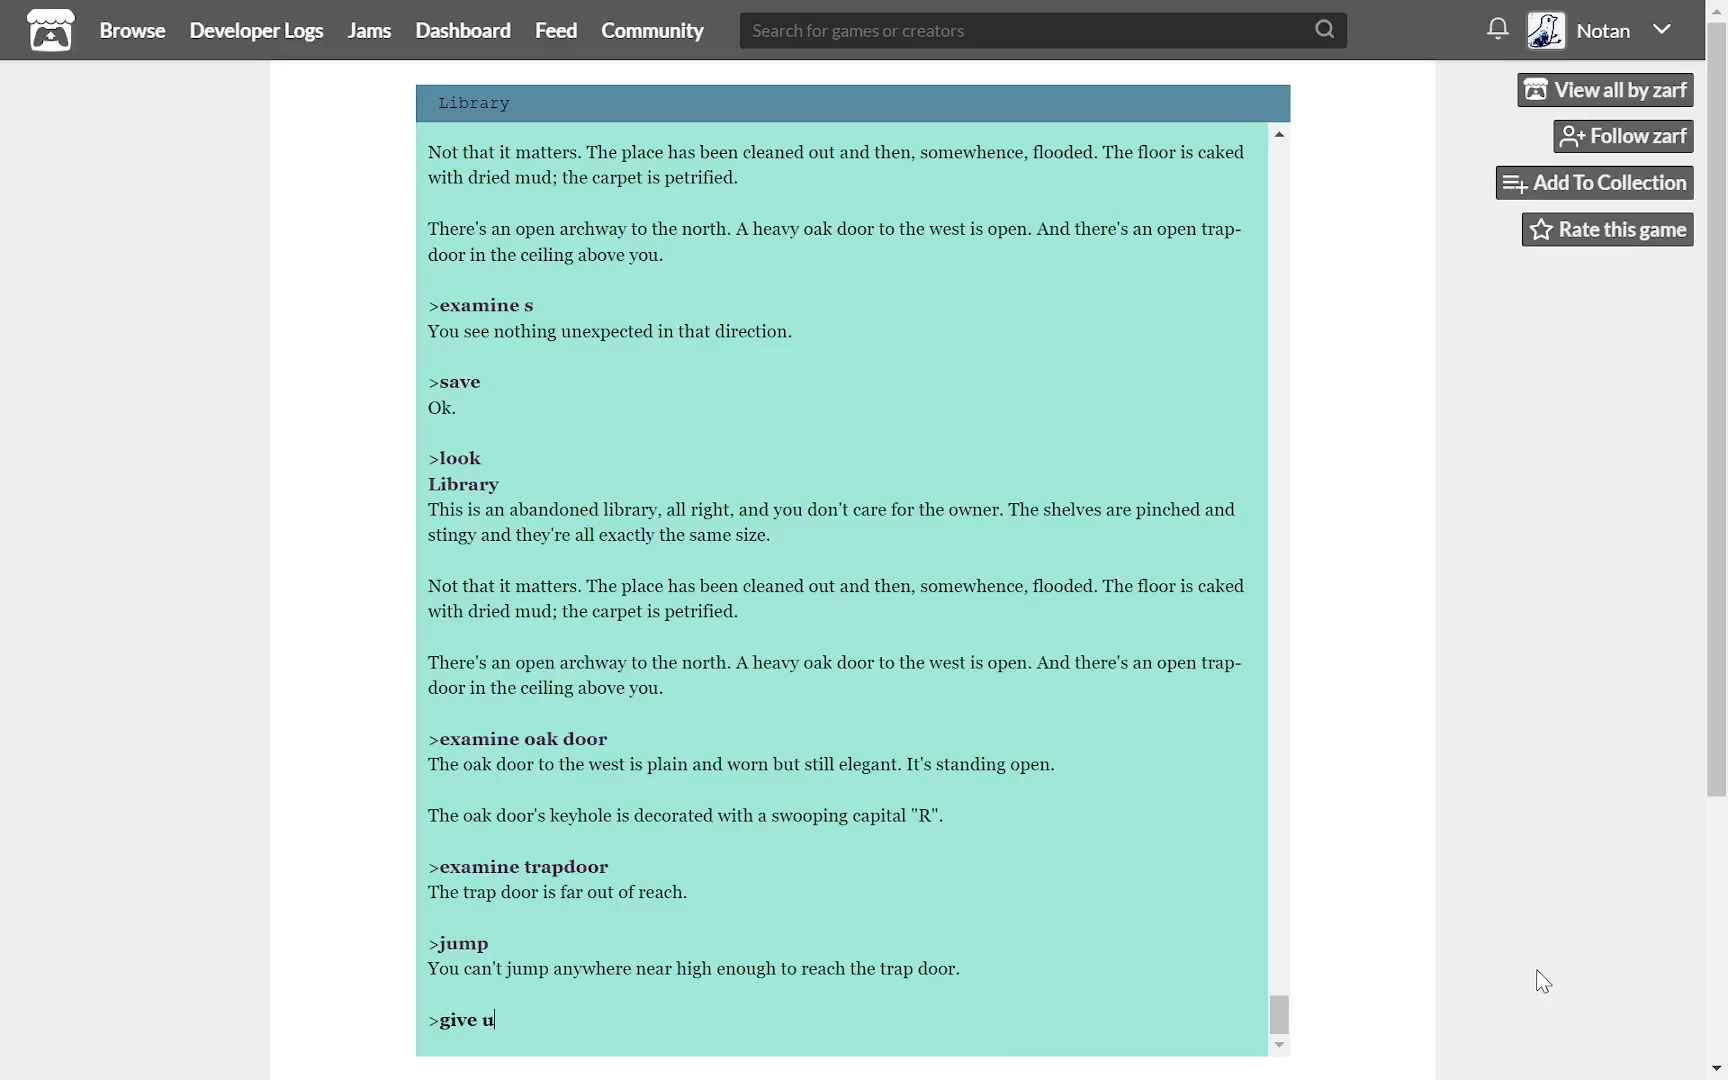 Browse Developer Logs Jams Dashboard Feed Community Search for games or creators Notan
View all by zarf
Follow zarf
Add To Collection
Rate this game
Library
Not that it matters. The place has been cleaned out and then, somewhence, flooded. The floor is caked
with dried mud; the carpet is petrified.
There's an open archway to the north. A heavy oak door to the west is open. And there's an open trap-
door in the ceiling above you.
>examine s
You see nothing unexpected in that direction.
>save
Ok.
>look
Library
This is an abandoned library, all right, and you don't care for the owner. The shelves are pinched and
stingy and they're all exactly the same size.
Not that it matters. The place has been cleaned out and then, somewhence, flooded. The floor is caked
with dried mud; the carpet is petrified.
There's an open archway to the north. A heavy oak door to the west is open. And there's an open trap-
door in the ceiling above you.
>examine oak door
The oak door to the west is plain and worn but still elegant. It's standing open.
The oak door's keyhole is decorated with a swooping capital "R".
>examine trapdoor
The trap door is far out of reach.
>jump
You can't jump anywhere near high enough to reach the trap door.
>give u